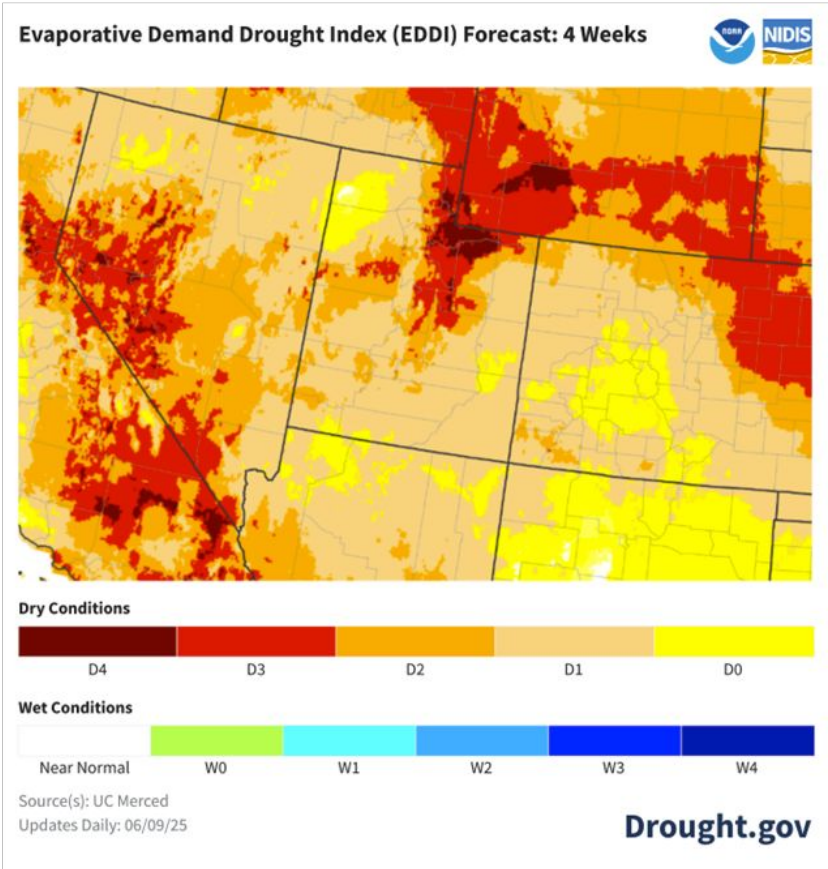 Evaporative Demand Drought Index (EDDI) Forecast: 4 Weeks
NOAA
NIDIS
Dry Conditions
D4 D3 D2 D1 D0
Wet Conditions
Near Normal W0 W1 W2 W3 W4
Source(s): UC Merced
Updates Daily: 06/09/25
Drought.gov